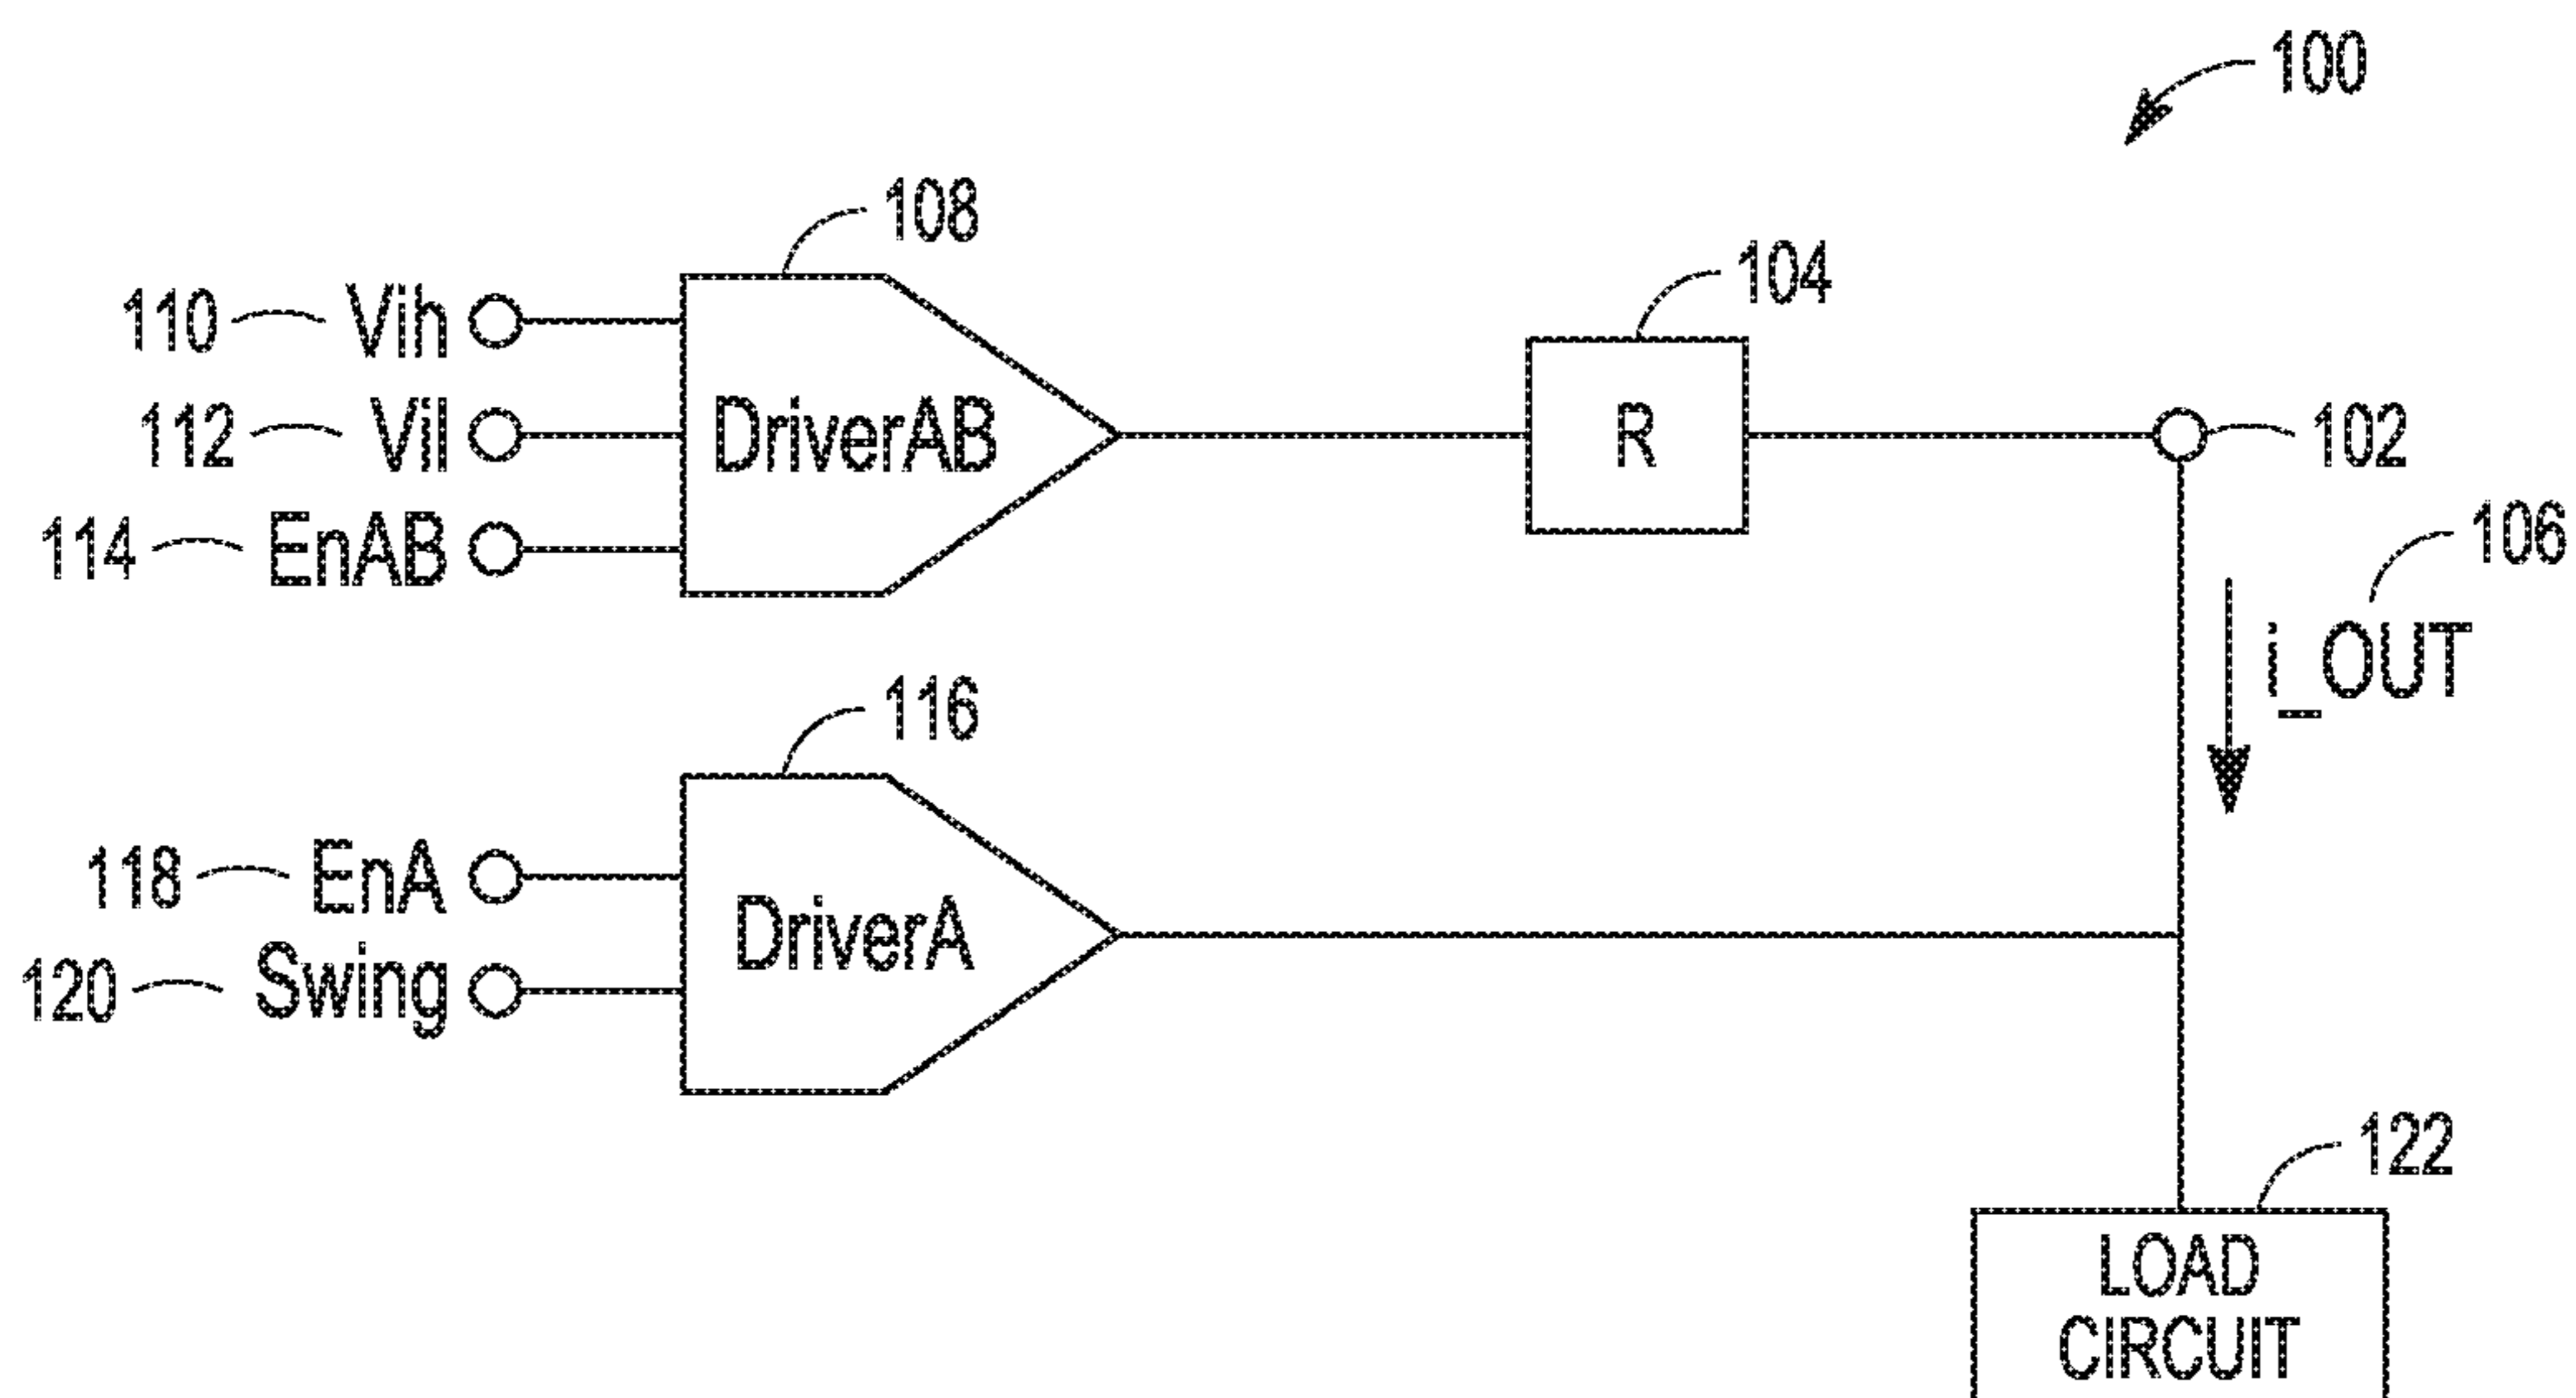 100
108
104
110 Vih
112 Vil
114 EnAB
DriverAB
R
102
106
i_OUT
116
118 EnA
120 Swing
DriverA
122
LOAD
CIRCUIT